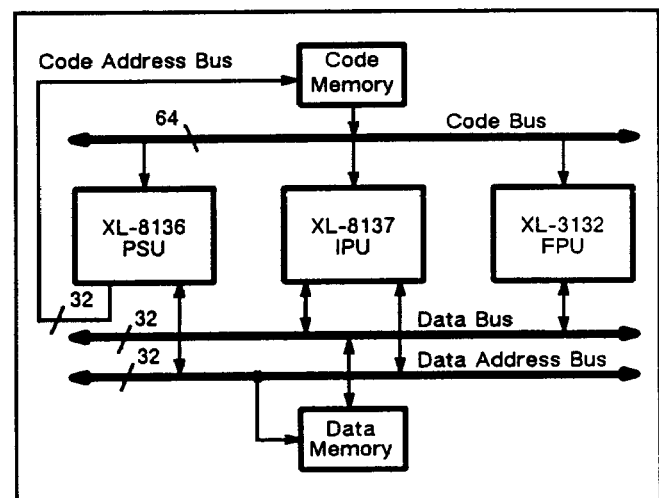 Code Address Bus
Code
Memory
64
Code Bus
XL-8136
PSU
XL-8137
IPU
XL-3132
FPU
32
32
Data Bus
32
Data Address Bus
Data
Memory